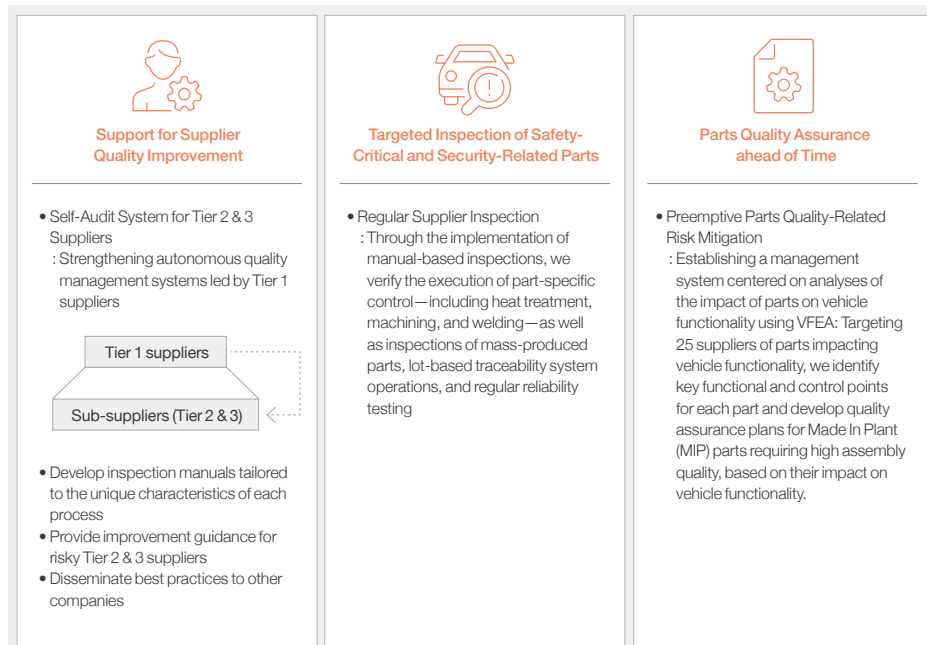 Support for Supplier
Quality Improvement
• Self-Audit System for Tier 2 & 3
Suppliers
: Strengthening autonomous quality
management systems led by Tier 1
suppliers
Tier 1 suppliers
Sub-suppliers (Tier 2 & 3)
• Develop inspection manuals tailored
to the unique characteristics of each
process
• Provide improvement guidance for
risky Tier 2 & 3 suppliers
• Disseminate best practices to other
companies
Targeted Inspection of Safety-
Critical and Security-Related Parts
• Regular Supplier Inspection
: Through the implementation of
manual-based inspections, we
verify the execution of part-specific
control—including heat treatment,
machining, and welding—as well
as inspections of mass-produced
parts, lot-based traceability system
operations, and regular reliability
testing
Parts Quality Assurance
ahead of Time
• Preemptive Parts Quality-Related
Risk Mitigation
: Establishing a management
system centered on analyses of
the impact of parts on vehicle
functionality using VFEA: Targeting
25 suppliers of parts impacting
vehicle functionality, we identify
key functional and control points
for each part and develop quality
assurance plans for Made In Plant
(MIP) parts requiring high assembly
quality, based on their impact on
vehicle functionality.